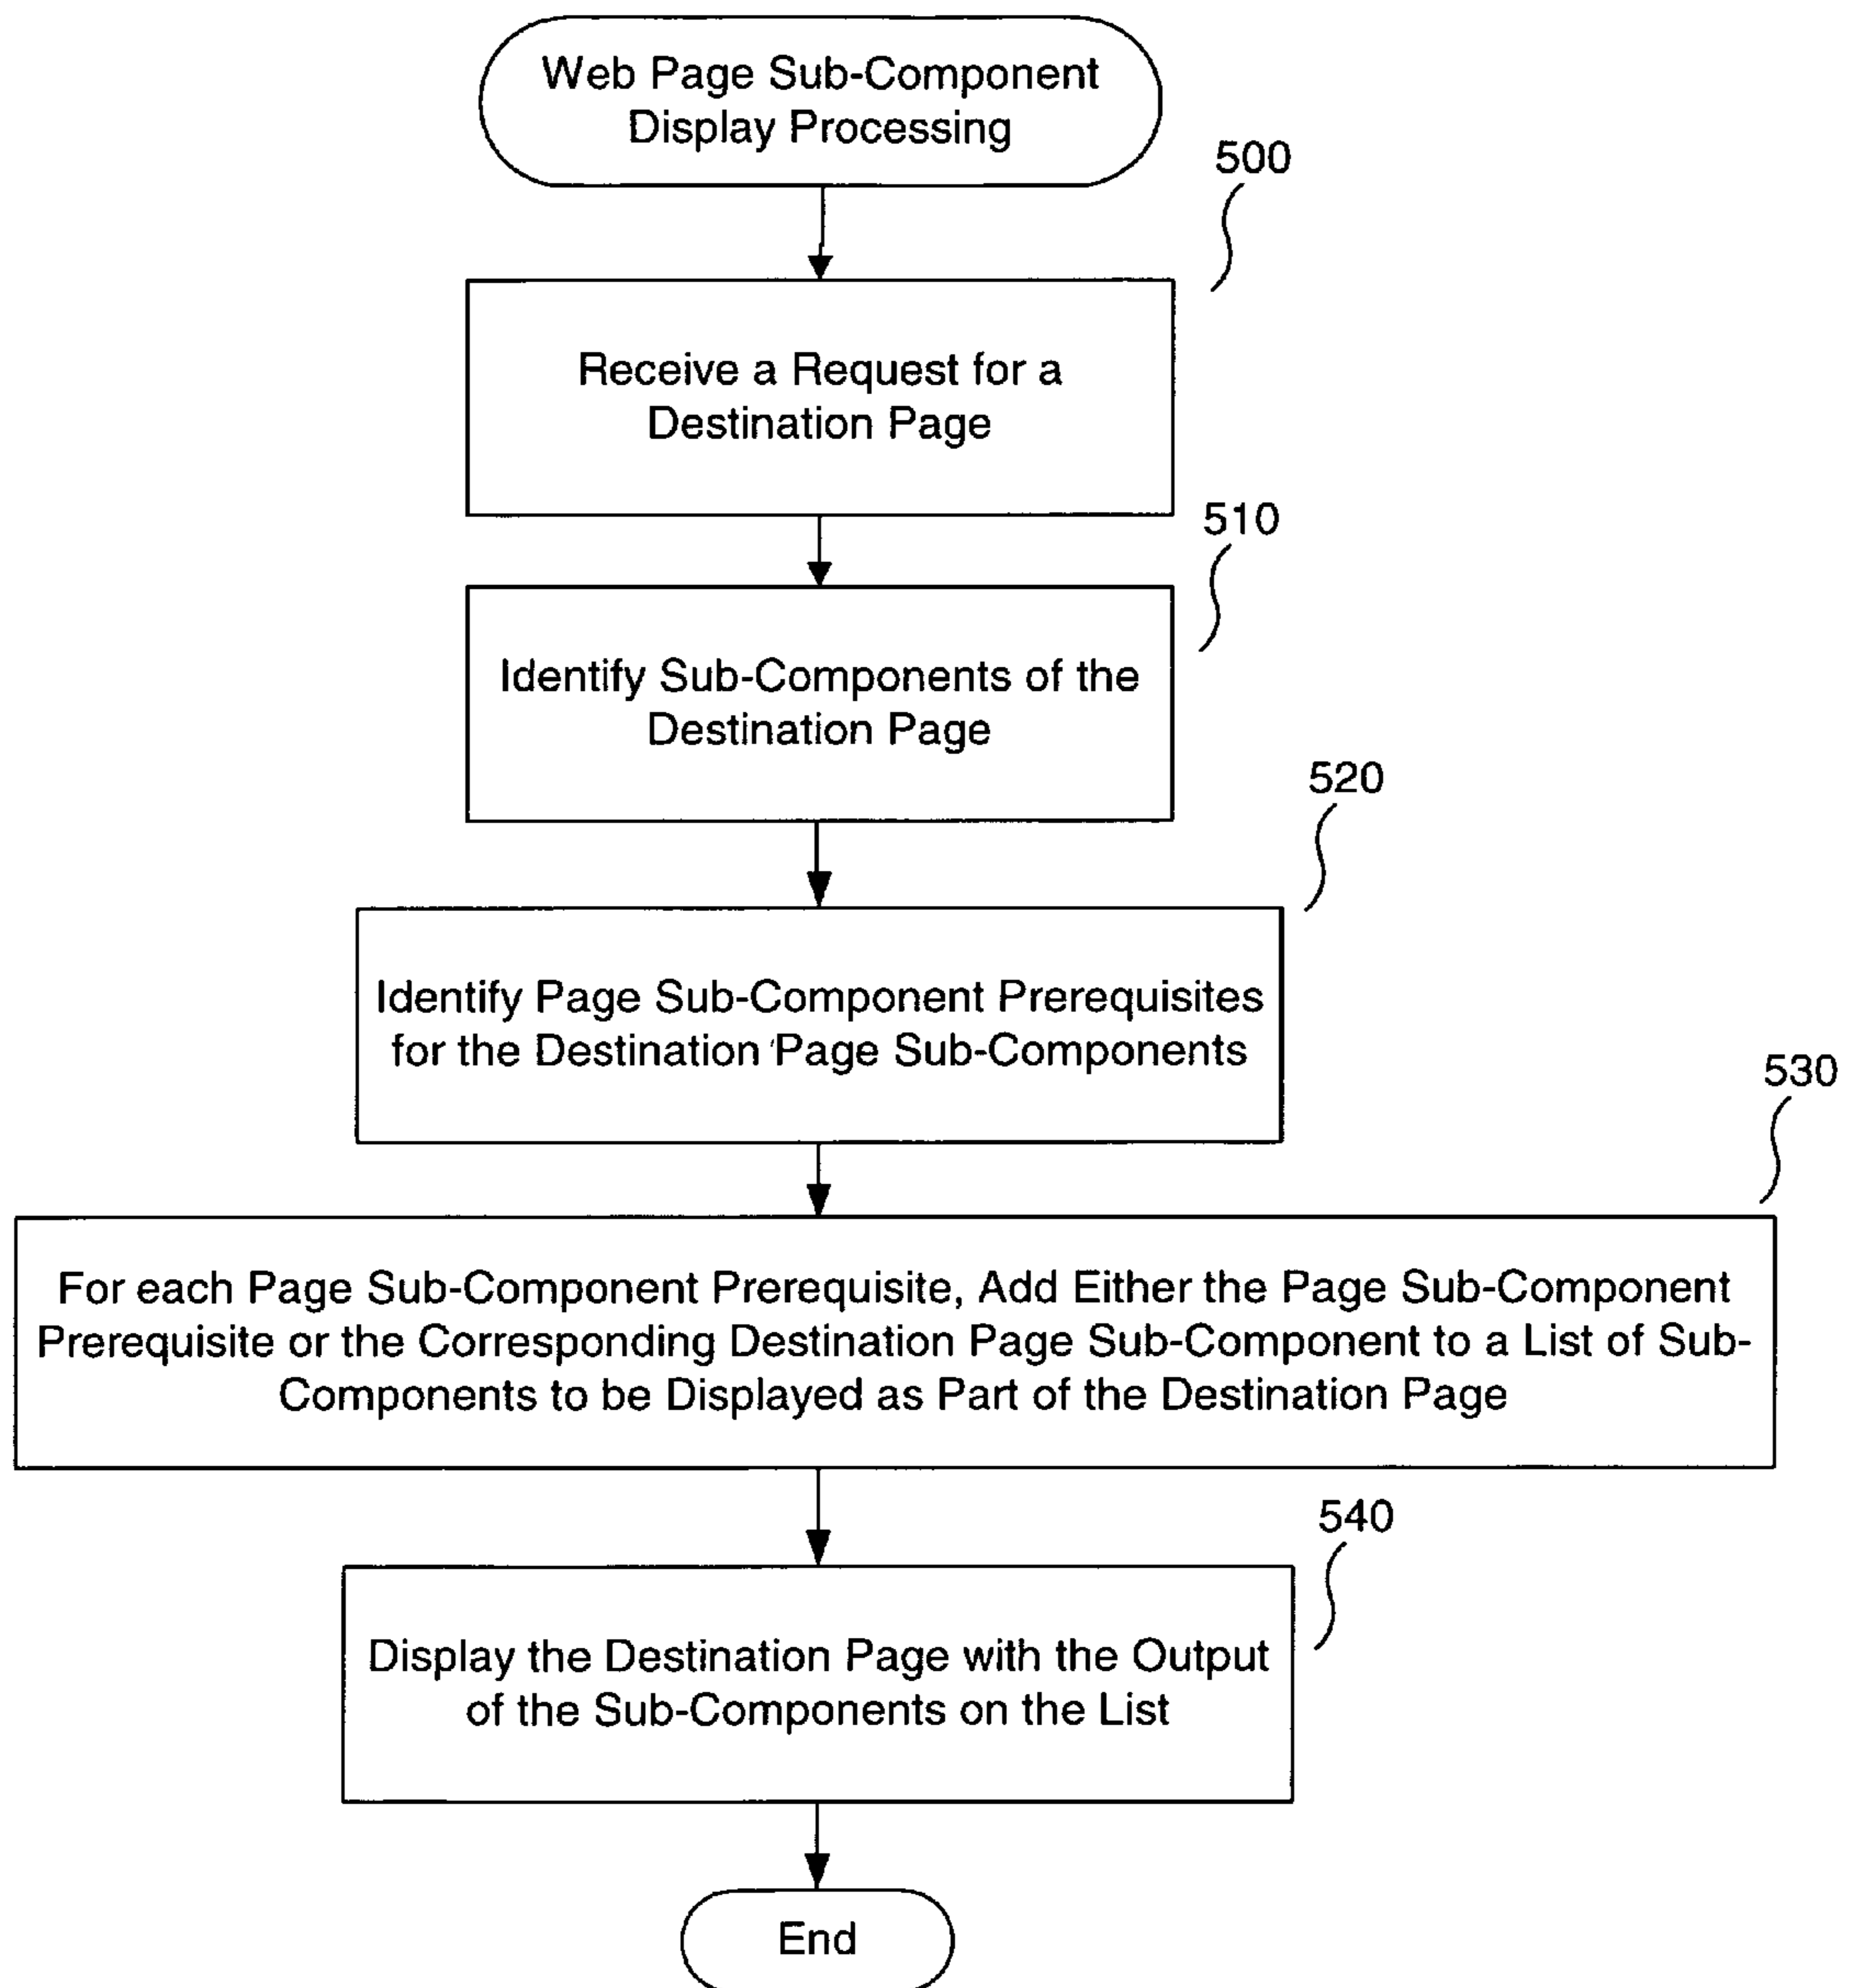 Web Page Sub-Component
Display Processing
500
Receive a Request for a
Destination Page
510
Identify Sub-Components of the
Destination Page
520
Identify Page Sub-Component Prerequisites
for the Destination Page Sub-Components
530
For each Page Sub-Component Prerequisite, Add Either the Page Sub-Component
Prerequisite or the Corresponding Destination Page Sub-Component to a List of Sub-
Components to be Displayed as Part of the Destination Page
540
Display the Destination Page with the Output
of the Sub-Components on the List
End